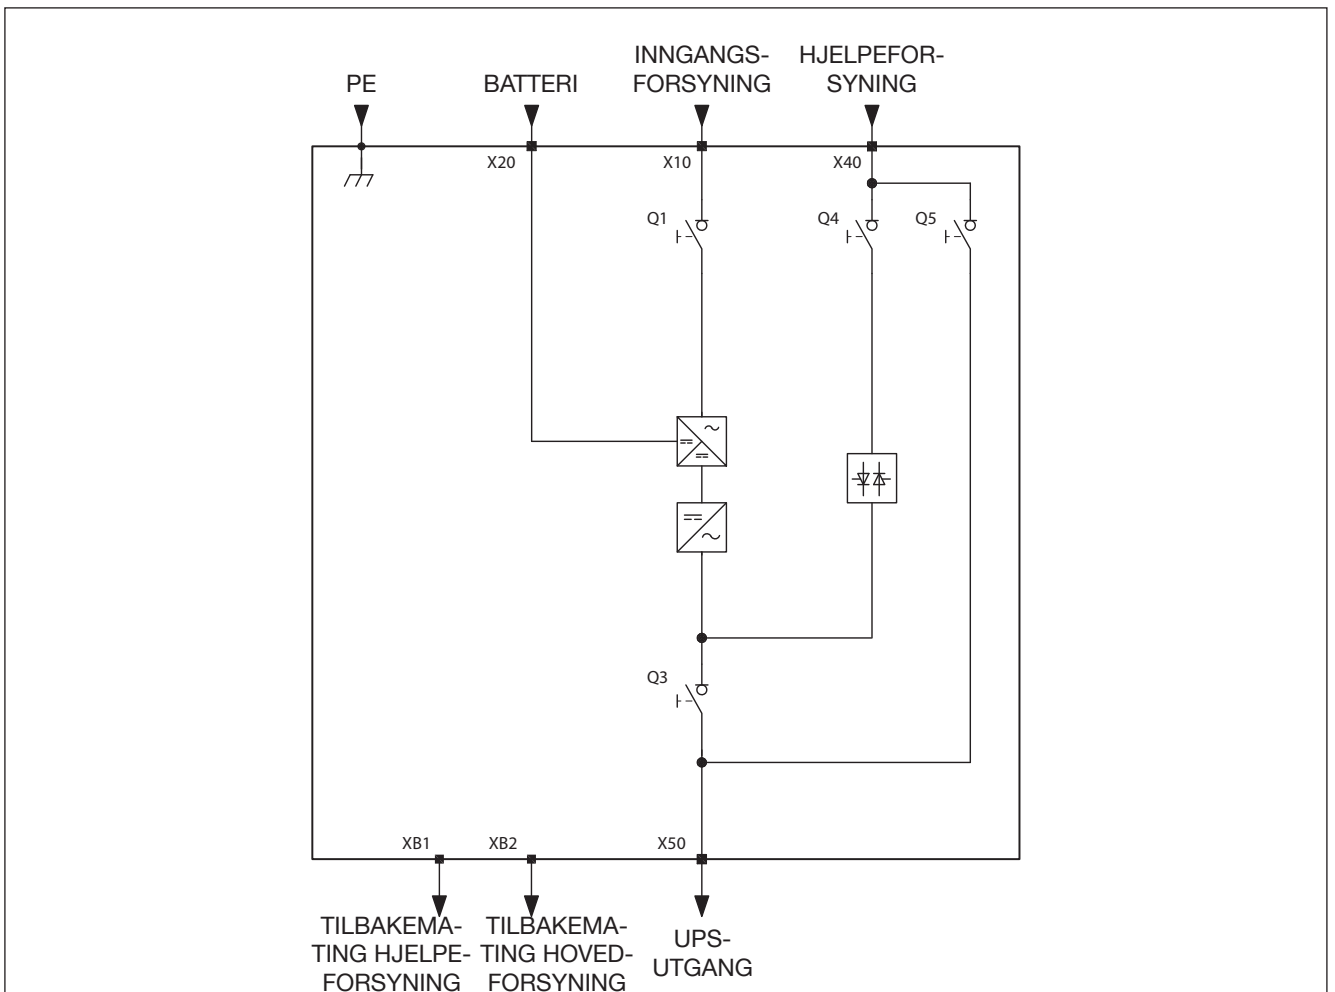 PE
BATTERI
INNGANGS-
FORSYNING
HJELPEFOR-
SYNING
X20
X10
X40
Q1
Q4
Q5
Q3
XB1
XB2
X50
TILBAKEMA-
TING HJELPE-
FORSYNING
TILBAKEMA-
TING HOVED-
FORSYNING
UPS-
UTGANG